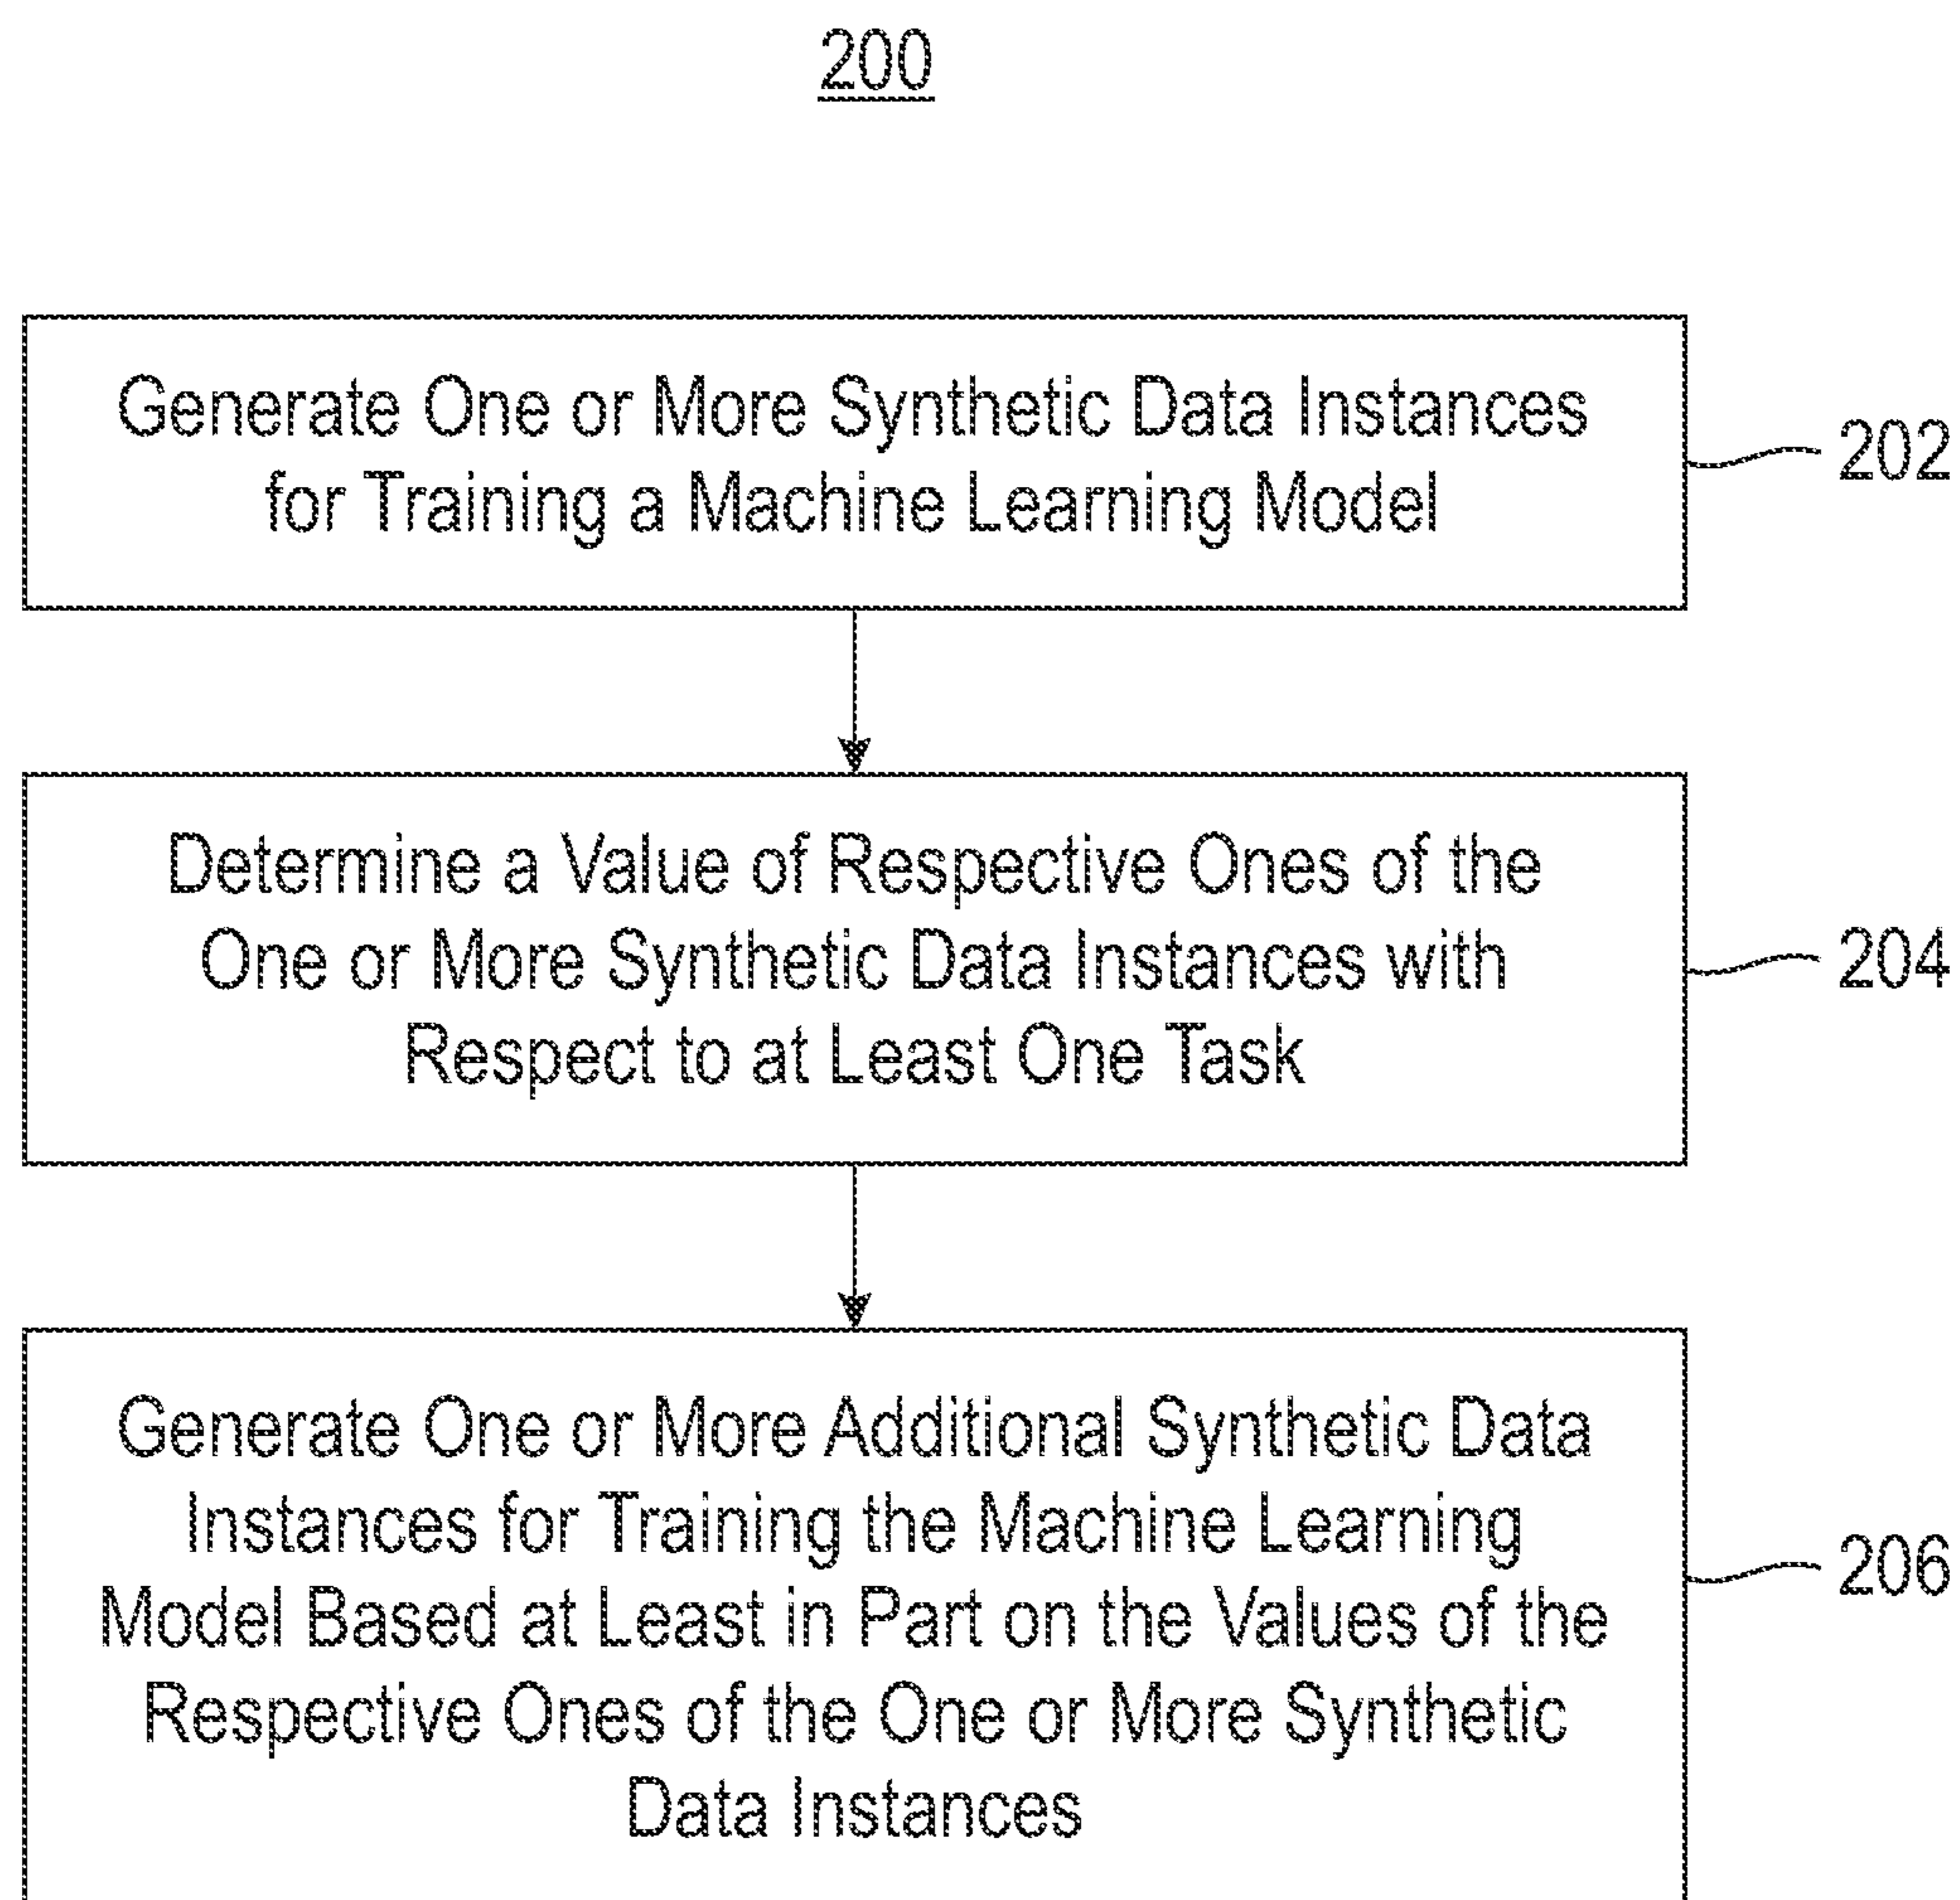 200
Generate One or More Synthetic Data Instances
for Training a Machine Learning Model
202
Determine a Value of Respective Ones of the
One or More Synthetic Data Instances with
Respect to at Least One Task
204
Generate One or More Additional Synthetic Data
Instances for Training the Machine Learning
Model Based at Least in Part on the Values of the
Respective Ones of the One or More Synthetic
Data Instances
206